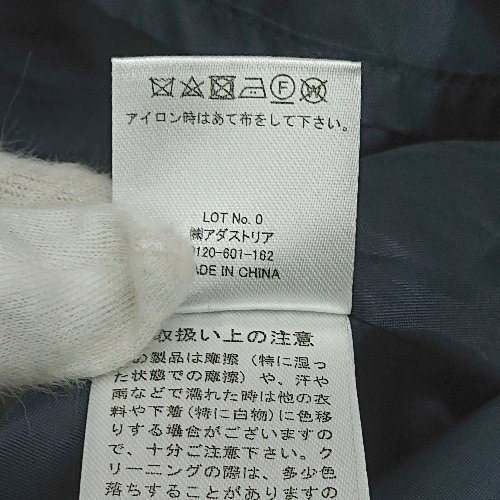 アイロン時はあて布をして下さい。
LOT No. 0
㈱アダストリア
0120-601-162
MADE IN CHINA
取扱い上の注意
の製品は摩擦（特に湿っ
た状態での摩擦）や、汗や
雨などで濡れた時は他の衣
料や下着(特に白物)に色移
りする場合がございますの
で、十分ご注意下さい。ク
リーニングの際は、多少色
落ちすることがありますの